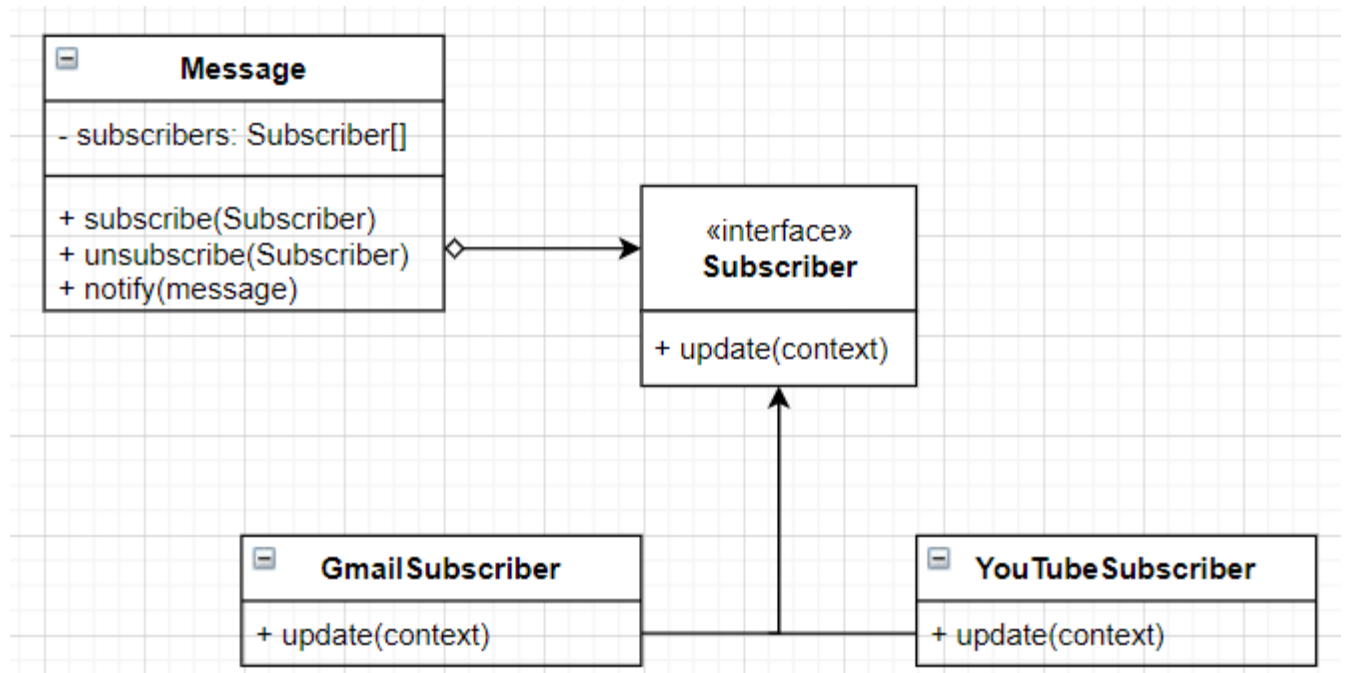 Message
- subscribers: Subscriber[]
+ subscribe(Subscriber)
+ unsubscribe(Subscriber)
+ notify(message)
«interface»
Subscriber
+ update(context)
GmailSubscriber
+ update(context)
YouTubeSubscriber
+ update(context)